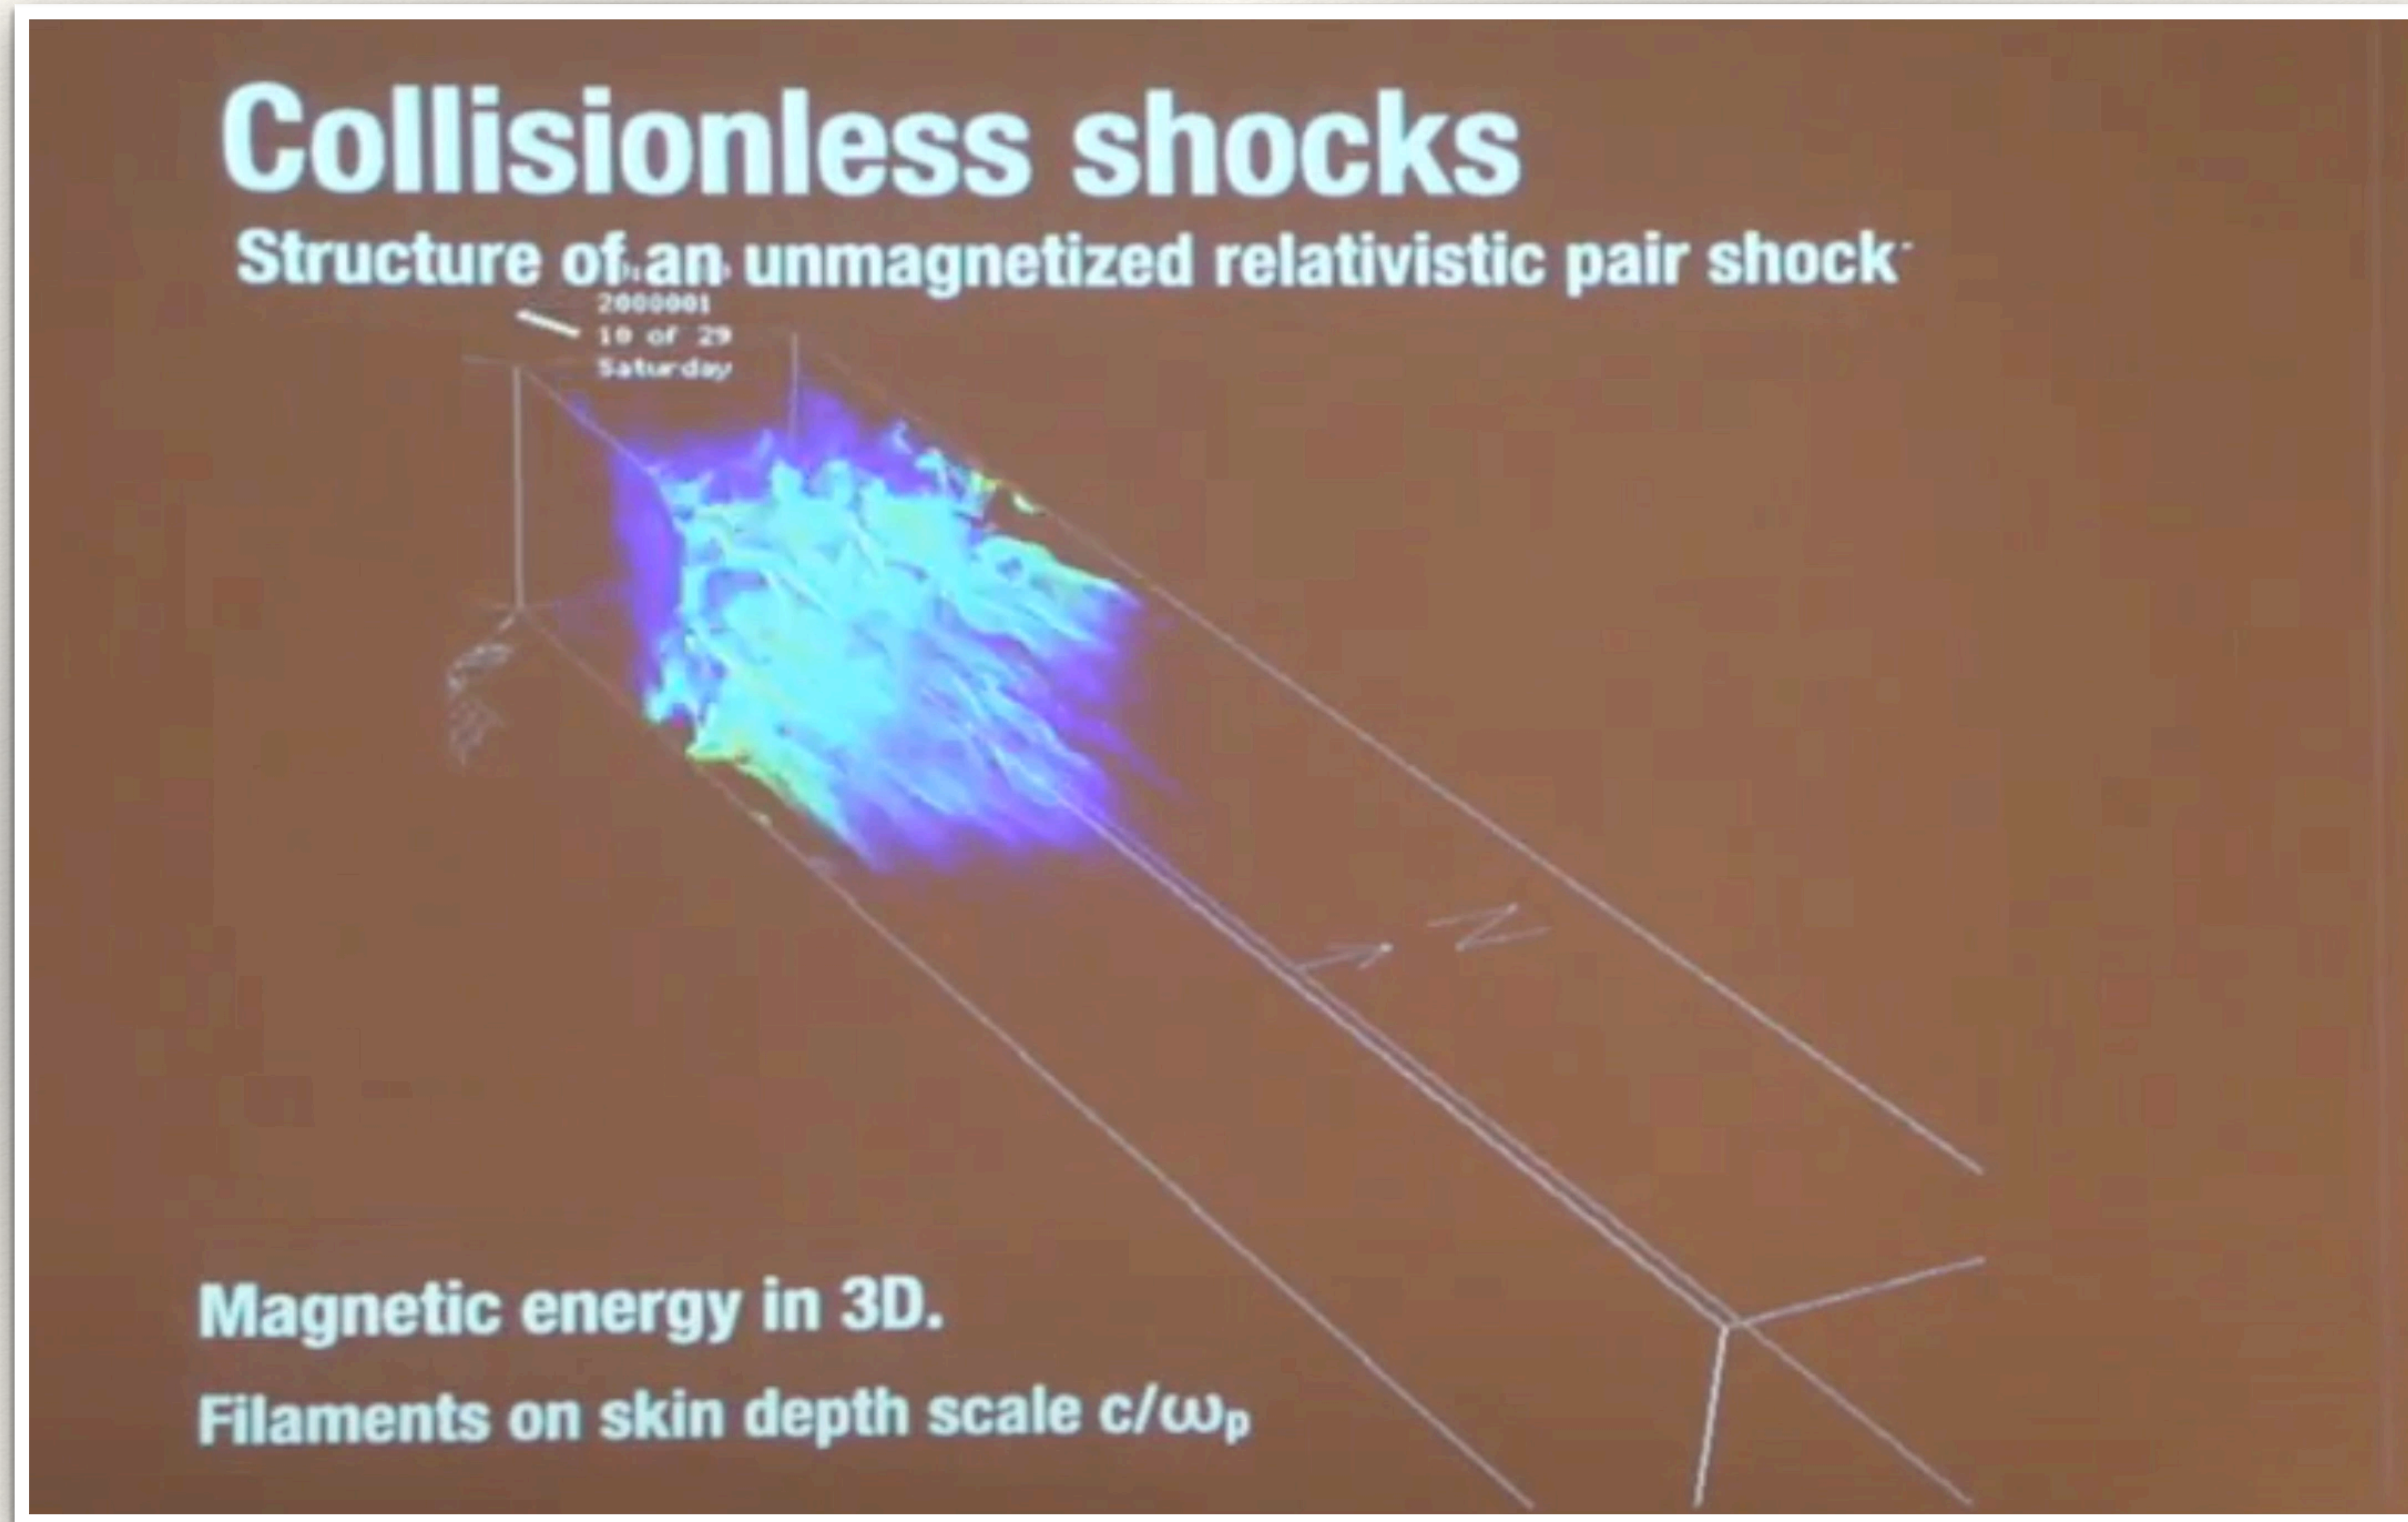 Collisionless shocks
Structure of an unmagnetized relativistic pair shock
2000001
10 of 29
Saturday
Z
Magnetic energy in 3D.
Filaments on skin depth scale c/ωp